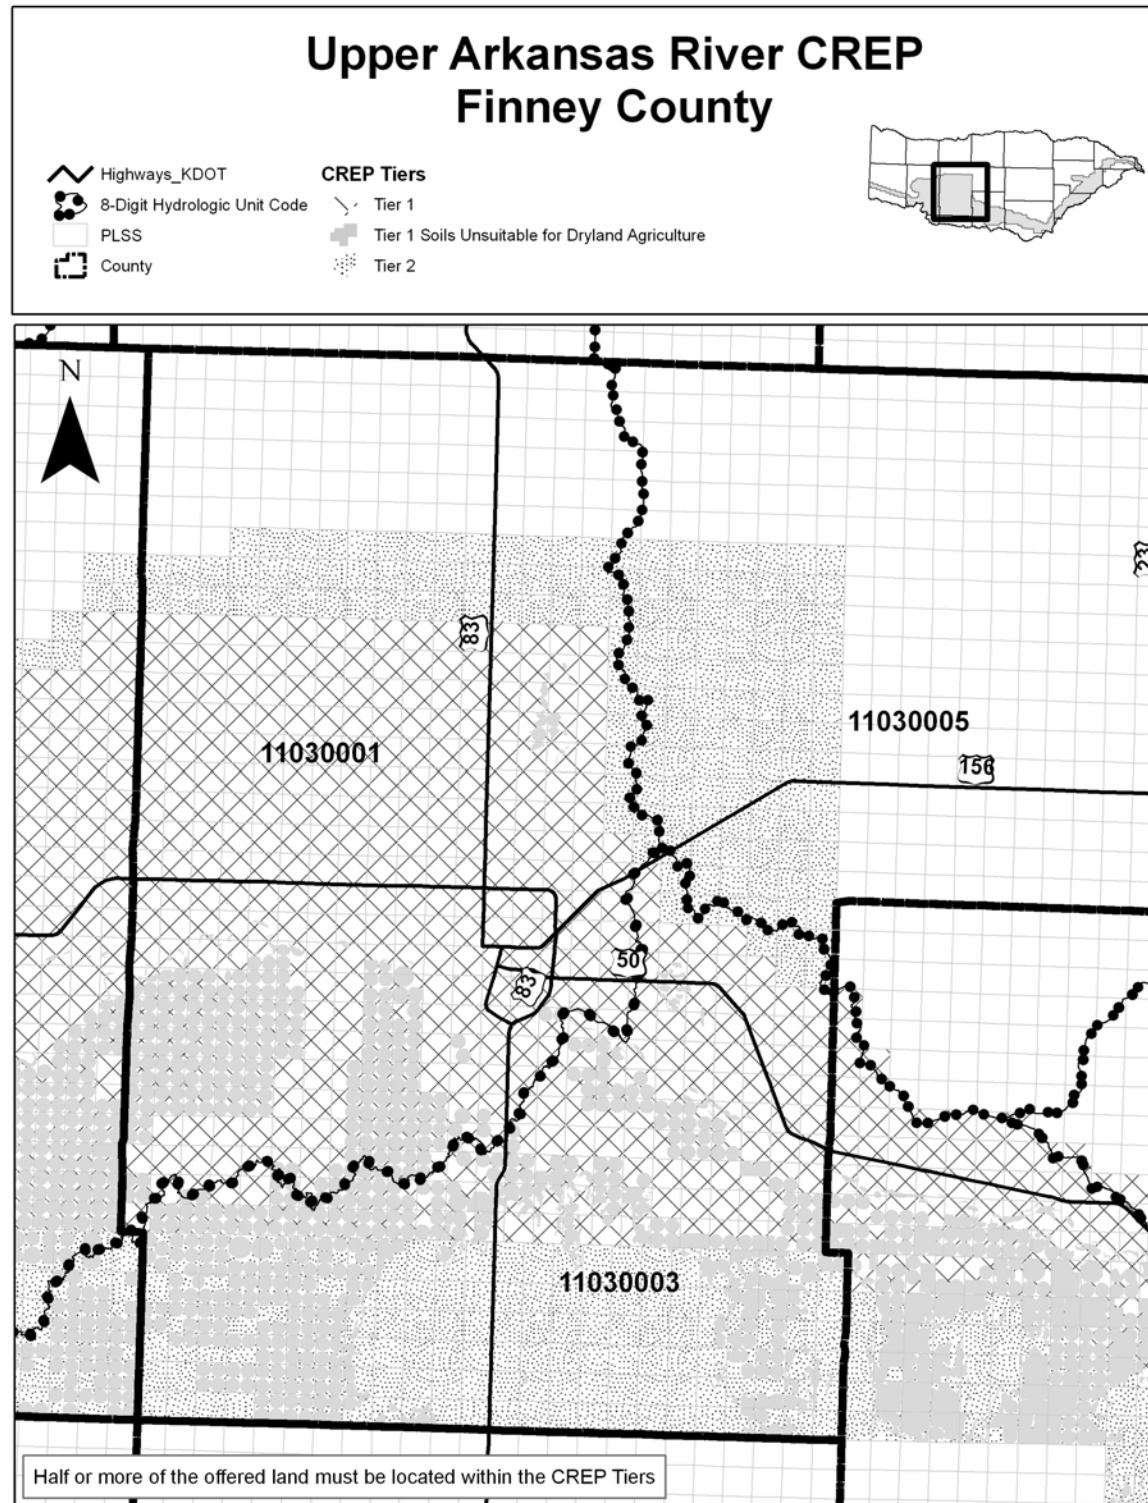 Upper Arkansas River CREP
Finney County
Highways_KDOT
8-Digit Hydrologic Unit Code
PLSS
County
CREP Tiers
Tier 1
Tier 1 Soils Unsuitable for Dryland Agriculture
Tier 2
N
83
11030001
11030005
156
50
83
11030003
Half or more of the offered land must be located within the CREP Tiers